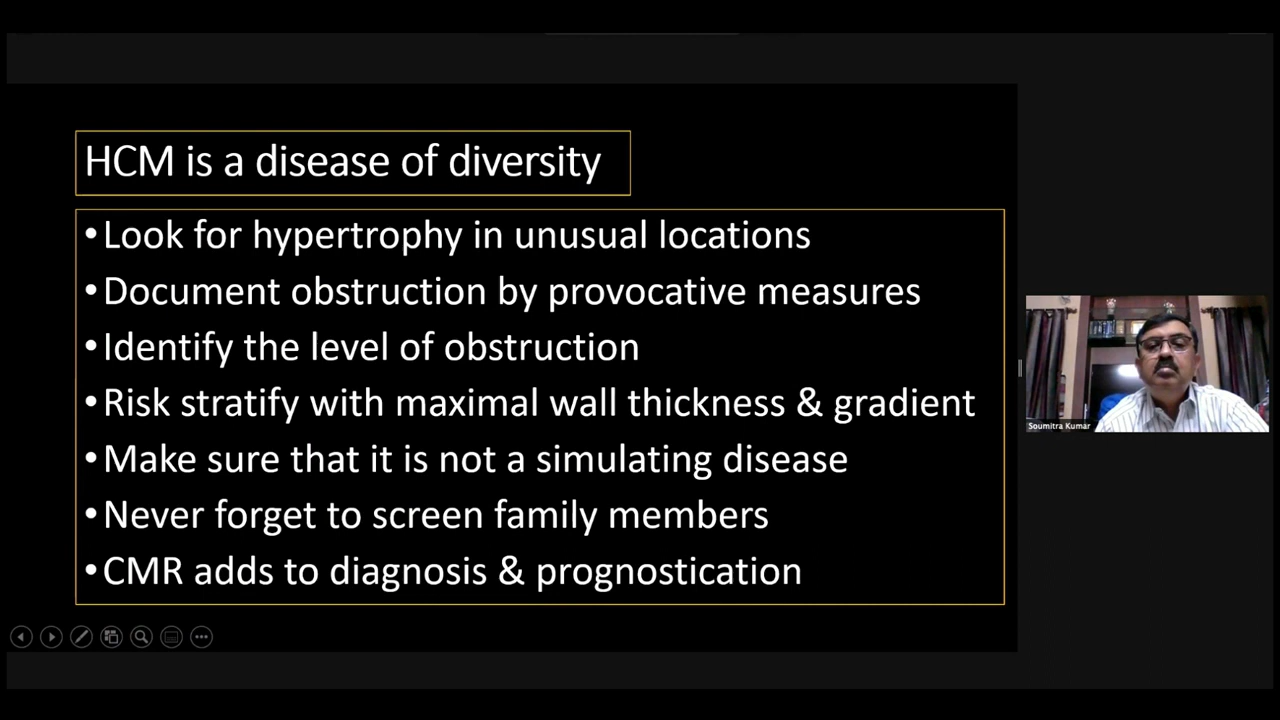 HCM is a disease of diversity
•Look for hypertrophy in unusual locations
•Document obstruction by provocative measures
•Identify the level of obstruction
•Risk stratify with maximal wall thickness & gradient
•Make sure that it is not a simulating disease
•Never forget to screen family members
•CMR adds to diagnosis & prognostication
Soumitra Kumar